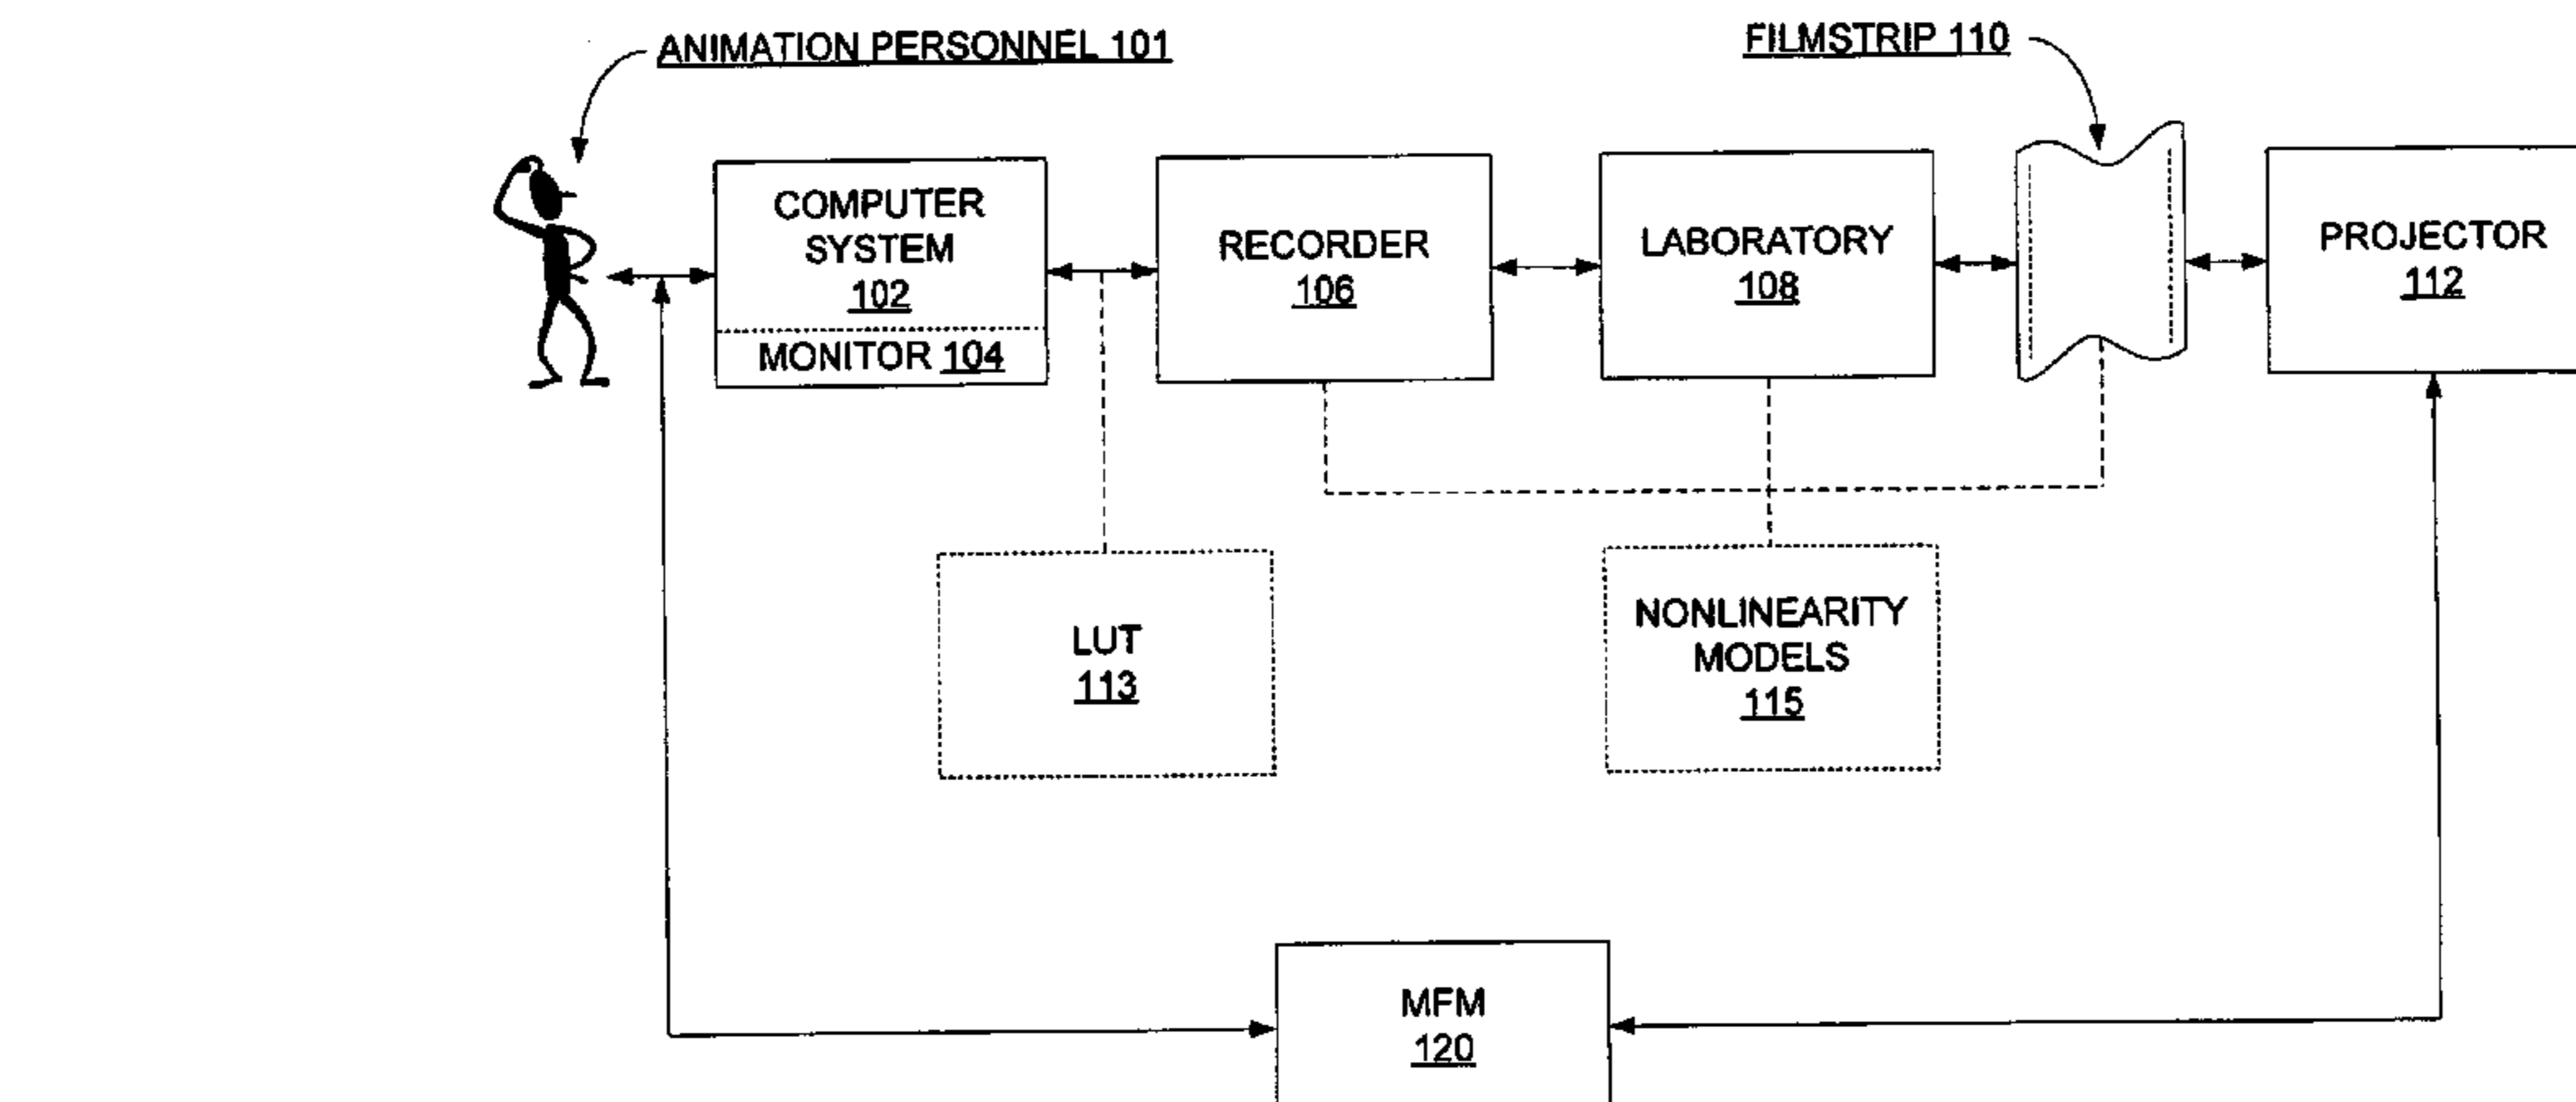 ANIMATION PERSONNEL 101
FILMSTRIP 110
COMPUTER
SYSTEM
102
MONITOR 104
RECORDER
106
LABORATORY
108
PROJECTOR
112
LUT
113
NONLINEARITY
MODELS
115
MFM
120